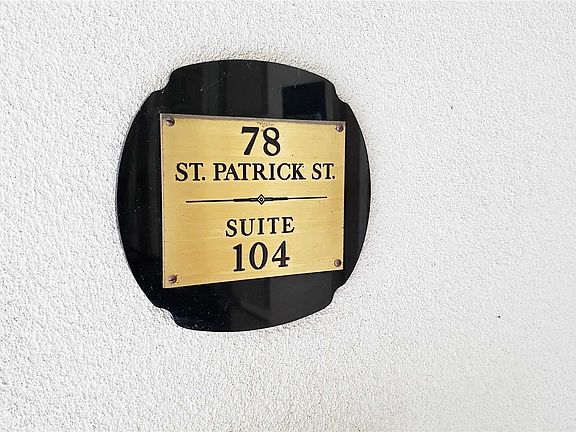 78
ST. PATRICK ST.
SUITE
104